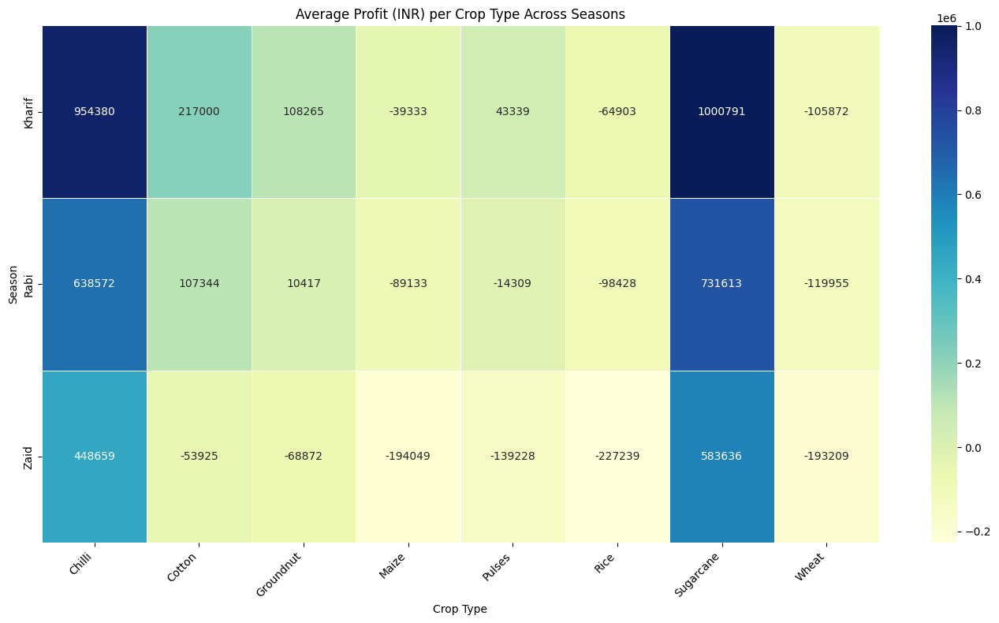 Average Profit (INR) per Crop Type Across Seasons
1e6
Season
Kharif
954380 217000 108265 -39333 43339 -64903 1000791 -105872
Rabi
638572 107344 10417 -89133 -14309 -98428 731613 -119955
Zaid
448659 -53925 -68872 -194049 -139228 -227239 583636 -193209
Chilli Cotton Groundnut Maize Pulses Rice Sugarcane Wheat
Crop Type
1.0
0.8
0.6
0.4
0.2
0.0
−0.2